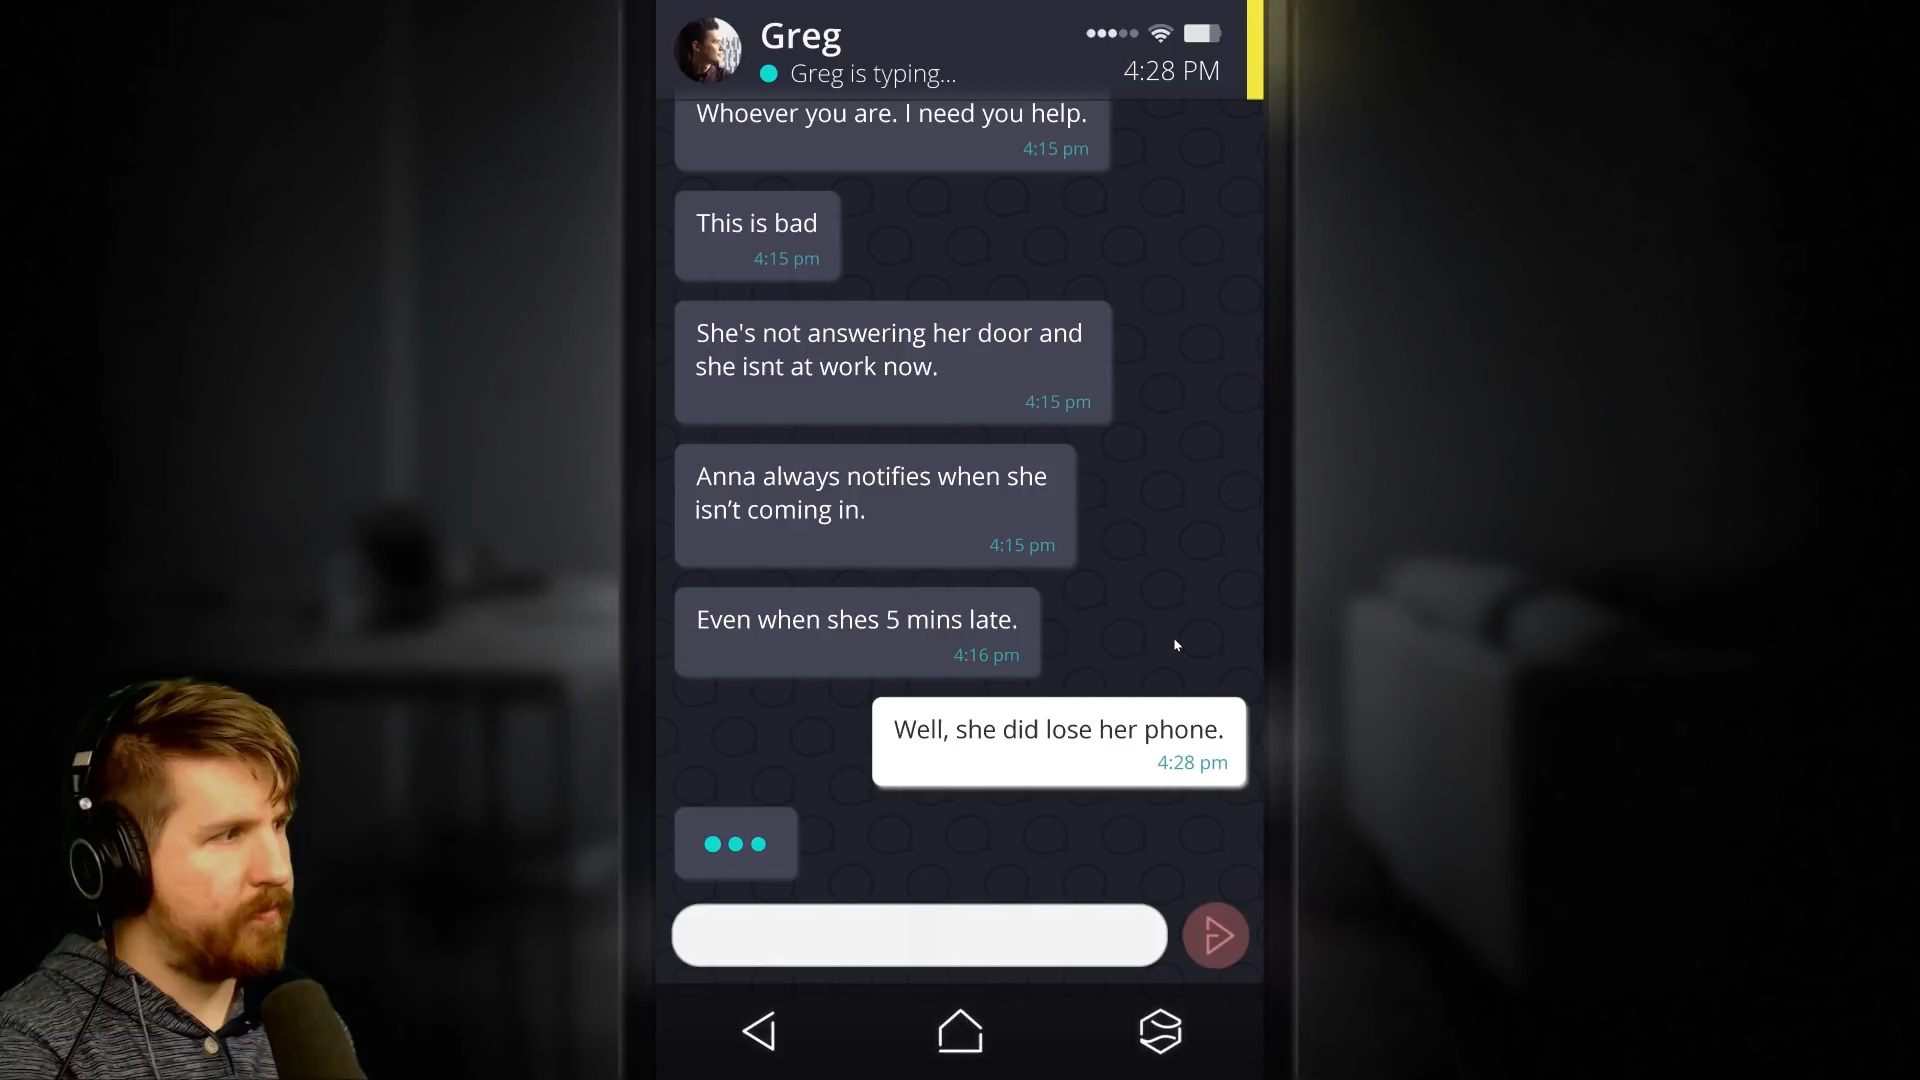 Greg
Greg is typing...
4:28 PM
Whoever you are. I need you help.
4:15 pm
This is bad
4:15 pm
She's not answering her door and
she isnt at work now.
4:15 pm
Anna always notifies when she
isn’t coming in.
4:15 pm
Even when shes 5 mins late.
4:16 pm
Well, she did lose her phone.
4:28 pm